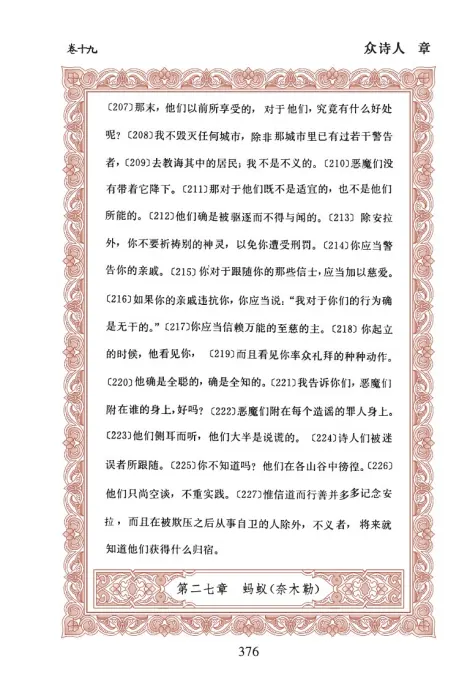 卷十九
众诗人 章
〔207〕那末，他们以前所享受的，对于他们，究竟有什么好处
呢？〔208〕我不毁灭任何城市，除非那城市里已有过若干警告
者，〔209〕去教诲其中的居民；我不是不义的。〔210〕恶魔们没
有带着它降下。〔211〕那对于他们既不是适宜的，也不是他们
所能的。〔212〕他们确是被驱逐而不得与闻的。〔213〕除安拉
外，你不要祈祷别的神灵，以免你遭受刑罚。〔214〕你应当警
告你的亲戚。〔215〕你对于跟随你的那些信士，应当加以慈爱。
〔216〕如果你的亲戚违抗你，你应当说：“我对于你们的行为确
是无干的。”〔217〕你应当信赖万能的至慈的主。〔218〕你起立
的时候，他看见你，〔219〕而且看见你率众礼拜的种种动作。
〔220〕他确是全聪的，确是全知的。〔221〕我告诉你们，恶魔们
附在谁的身上，好吗？〔222〕恶魔们附在每个造谣的罪人身上。
〔223〕他们侧耳而听，他们大半是说谎的。〔224〕诗人们被迷
误者所跟随。〔225〕你不知道吗？他们在各山谷中徬徨。〔226〕
他们只尚空谈，不重实践。〔227〕惟信道而行善并多多记念安
拉，而且在被欺压之后从事自卫的人除外，不义者，将来就
知道他们获得什么归宿。
第二七章 蚂蚁（奈木勒）
376